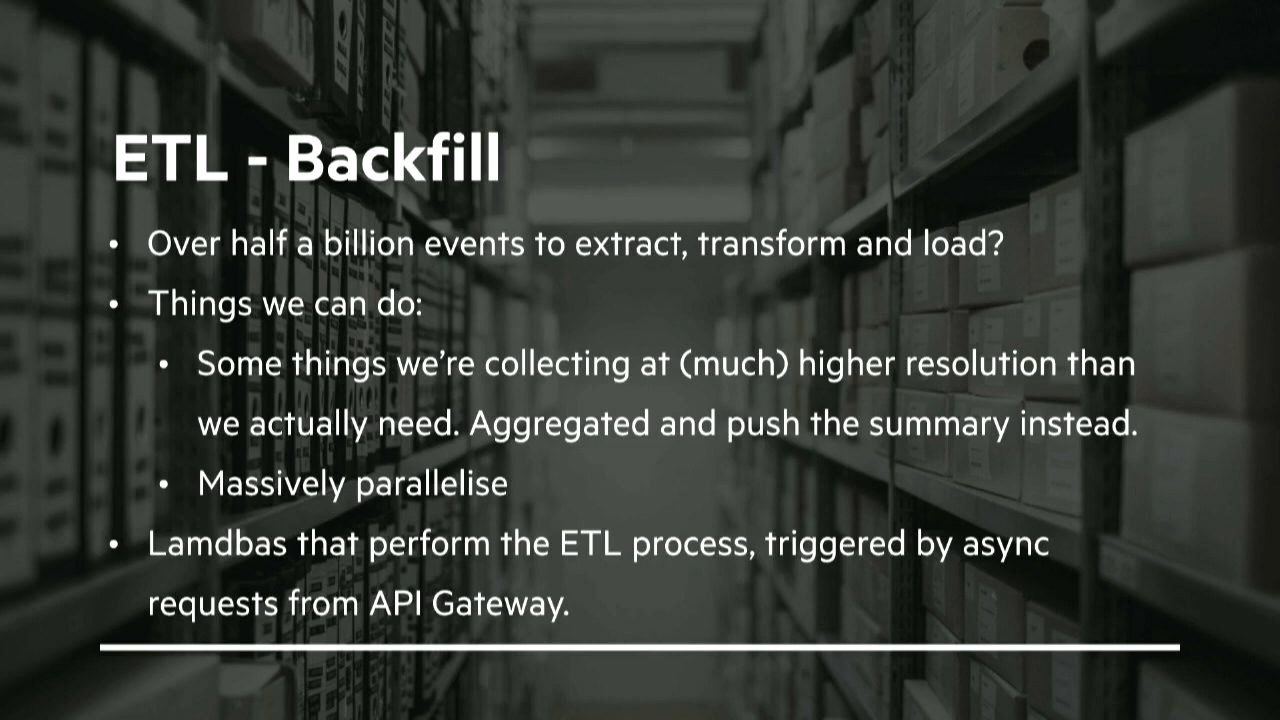 ETL - Backfill
• Over half a billion events to extract, transform and load?
• Things we can do:
• Some things we’re collecting at (much) higher resolution than
we actually need. Aggregated and push the summary instead.
• Massively parallelise
• Lamdbas that perform the ETL process, triggered by async
requests from API Gateway.